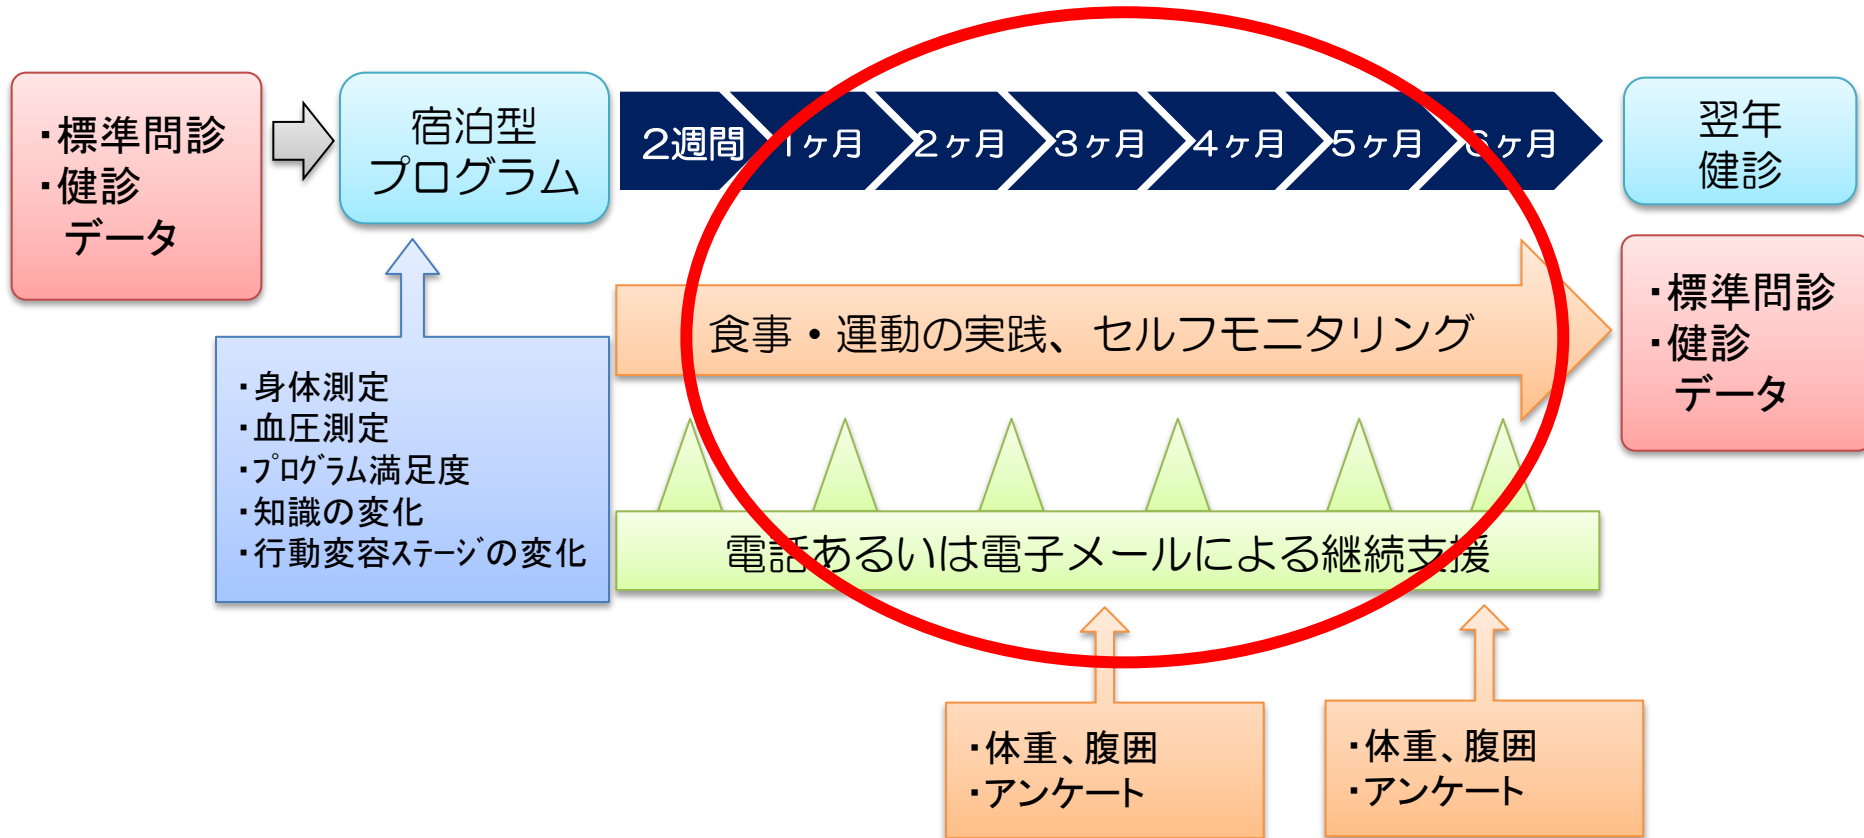 ・標準問診
・健診
データ
宿泊型
プログラム
2週間
1ヶ月
2ヶ月
3ヶ月
4ヶ月
5ヶ月
6ヶ月
翌年
健診
・標準問診
・健診
データ
食事・運動の実践、セルフモニタリング
・身体測定
・血圧測定
・ﾌﾟﾛｸﾞﾗﾑ満足度
・知識の変化
・行動変容ｽﾃｰｼﾞの変化
電話あるいは電子メールによる継続支援
・体重、腹囲
・アンケート
・体重、腹囲
・アンケート